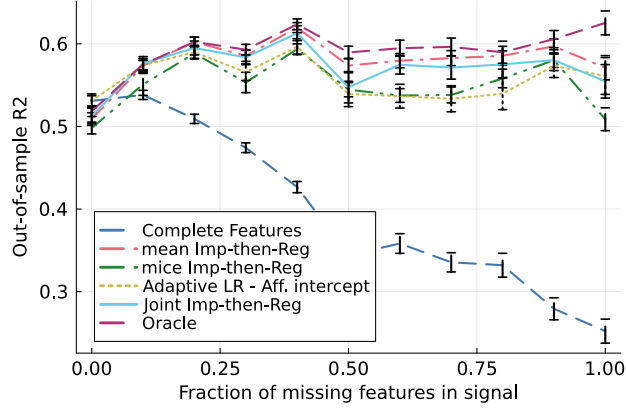 Out-of-sample R2
0.6
0.5
0.4
0.3
Complete Features
mean Imp-then-Reg
mice Imp-then-Reg
Adaptive LR - Aff. intercept
Joint Imp-then-Reg
Oracle
0.00
0.25
0.50
0.75
1.00
Fraction of missing features in signal